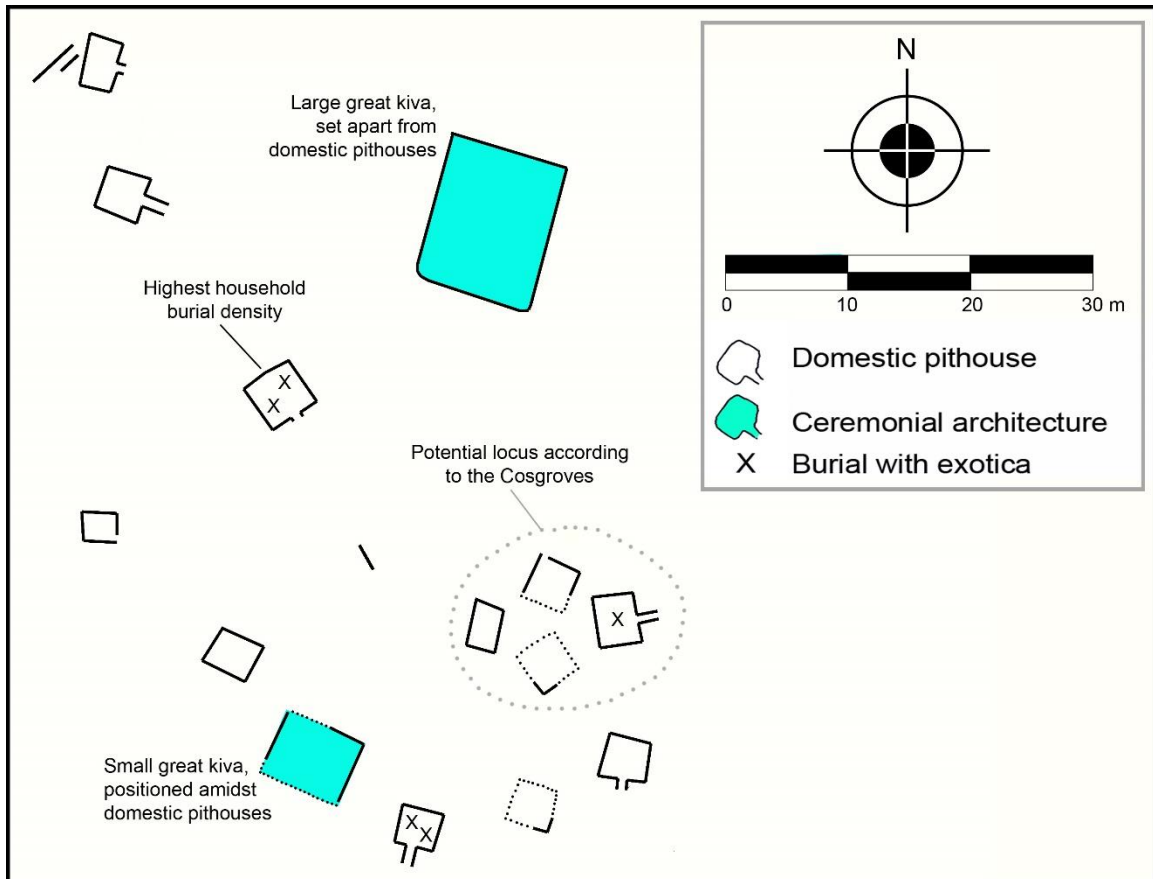 Large great kiva,
set apart from
domestic pithouses
Highest household
burial density
X
X
Potential locus according
to the Cosgroves
X
Small great kiva,
positioned amidst
domestic pithouses
X
X
N
0 10 20 30 m
Domestic pithouse
Ceremonial architecture
X Burial with exotica